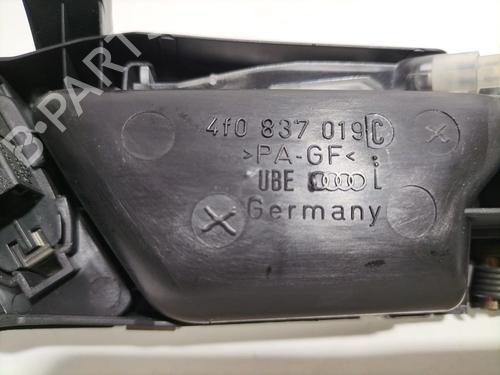 4f0 837 019 C
>PA-GF<
UBE L
Germany
B-PARTS